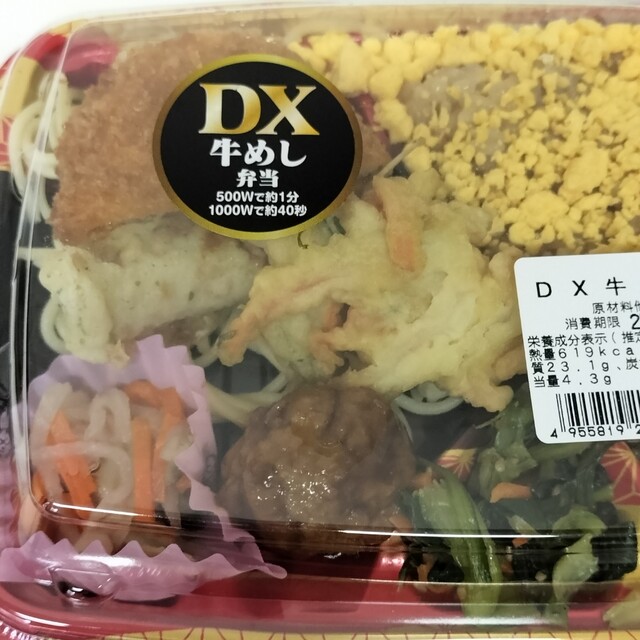 DX
牛めし
弁当
500Wで約1分
1000Wで約40秒
DX牛
原材料
消費期限 2
栄養成分表示(推定
熱量619kca
質23.1g、炭
当量4.3g
4 955819 2